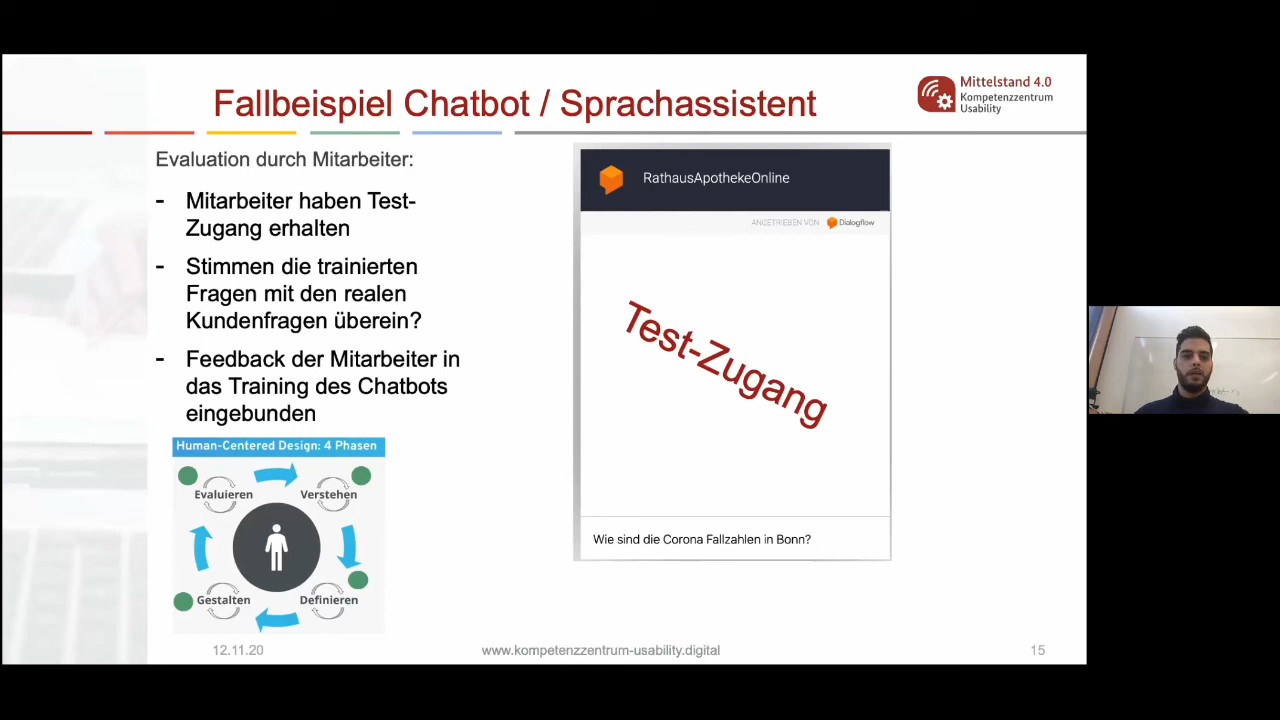 Fallbeispiel Chatbot / Sprachassistent
Mittelstand 4.0
Kompetenzzentrum
Usability
Evaluation durch Mitarbeiter:
- Mitarbeiter haben Test-
Zugang erhalten
- Stimmen die trainierten
Fragen mit den realen
Kundenfragen überein?
- Feedback der Mitarbeiter in
das Training des Chatbots
eingebunden
Human-Centered Design: 4 Phasen
Evaluieren
Verstehen
Gestalten
Definieren
RathausApothekeOnline
ANGETRIEBEN VON Dialogflow
Test-Zugang
Wie sind die Corona Fallzahlen in Bonn?
12.11.20
www.kompetenzzentrum-usability.digital
15